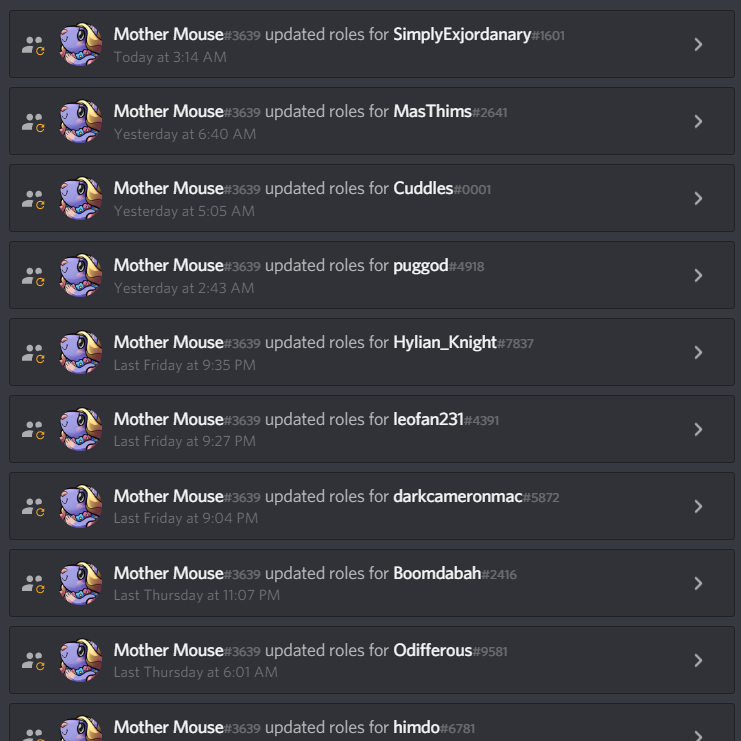 Mother Mouse#3639 updated roles for SimplyExjordanary#1601
Today at 3:14 AM
Mother Mouse#3639 updated roles for MasThims#2641
Yesterday at 6:40 AM
Mother Mouse#3639 updated roles for Cuddles#0001
Yesterday at 5:05 AM
Mother Mouse#3639 updated roles for puggod#4918
Yesterday at 2:43 AM
Mother Mouse#3639 updated roles for Hylian_Knight#7837
Last Friday at 9:35 PM
Mother Mouse#3639 updated roles for leofan231#4391
Last Friday at 9:27 PM
Mother Mouse#3639 updated roles for darkcameronmac#5872
Last Friday at 9:04 PM
Mother Mouse#3639 updated roles for Boomdabah#2416
Last Thursday at 11:07 PM
Mother Mouse#3639 updated roles for Odifferous#9581
Last Thursday at 6:01 AM
Mother Mouse#3639 updated roles for himdo#6781